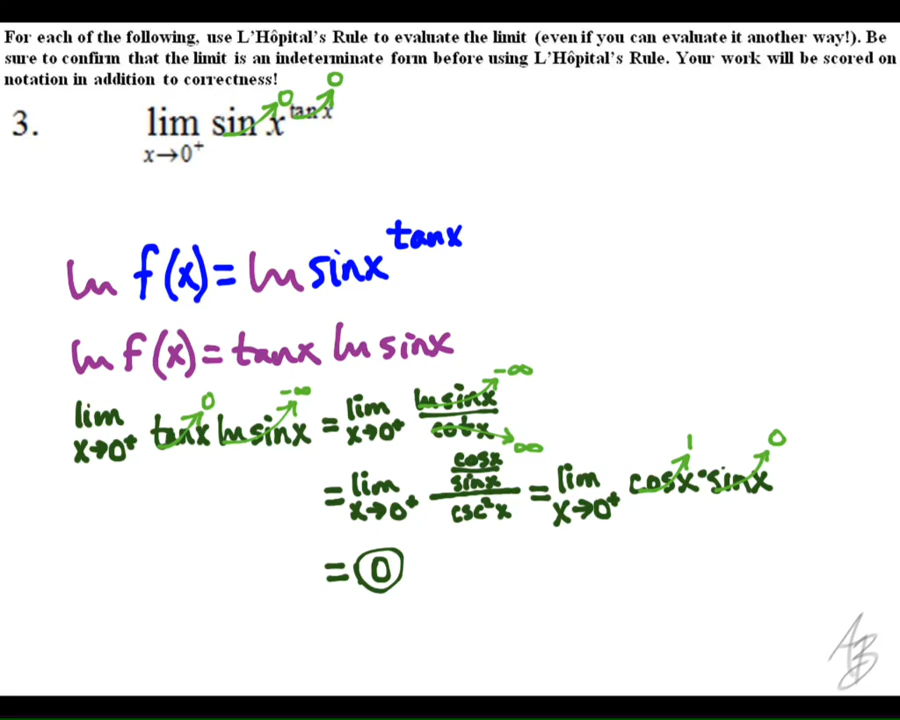 For each of the following, use L'Hôpital's Rule to evaluate the limit (even if you can evaluate it another way!). Be
sure to confirm that the limit is an indeterminate form before using L'Hôpital's Rule. Your work will be scored on
notation in addition to correctness!
3. lim x→0⁺ sin x^(tan x) 0 0
ln f(x) = ln sinx^(tanx)
ln f(x) = tanx ln sinx
lim x→0⁺ tanx ln sinx 0 -∞ = lim x→0⁺ (ln sinx)/(cotx) -∞ ∞
= lim x→0⁺ (cosx/sinx)/(csc²x) = lim x→0⁺ cosx · sinx 1 0
= 0